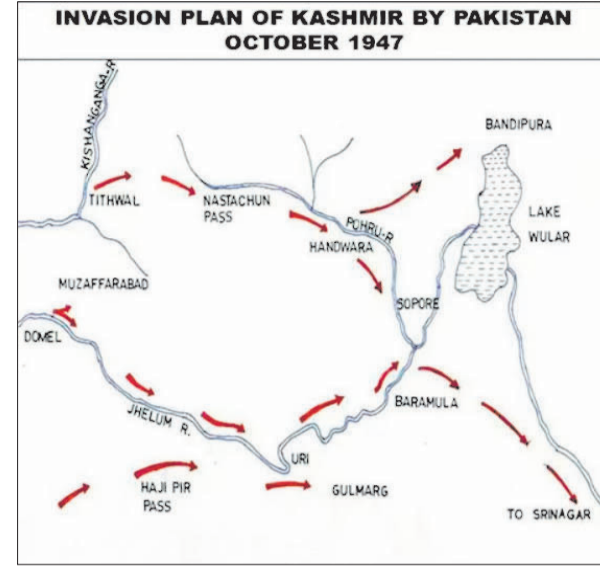 INVASION PLAN OF KASHMIR BY PAKISTAN
OCTOBER 1947
KISHANGANGA-R
BANDIPURA
TITHWAL
NASTACHUN
PASS
LAKE
WULAR
POHRU-R
HANDWARA
MUZAFFARABAD
SOPORE
DOMEL
BARAMULA
JHELUM R.
URI
HAJI PIR
PASS
GULMARG
TO SRINAGAR